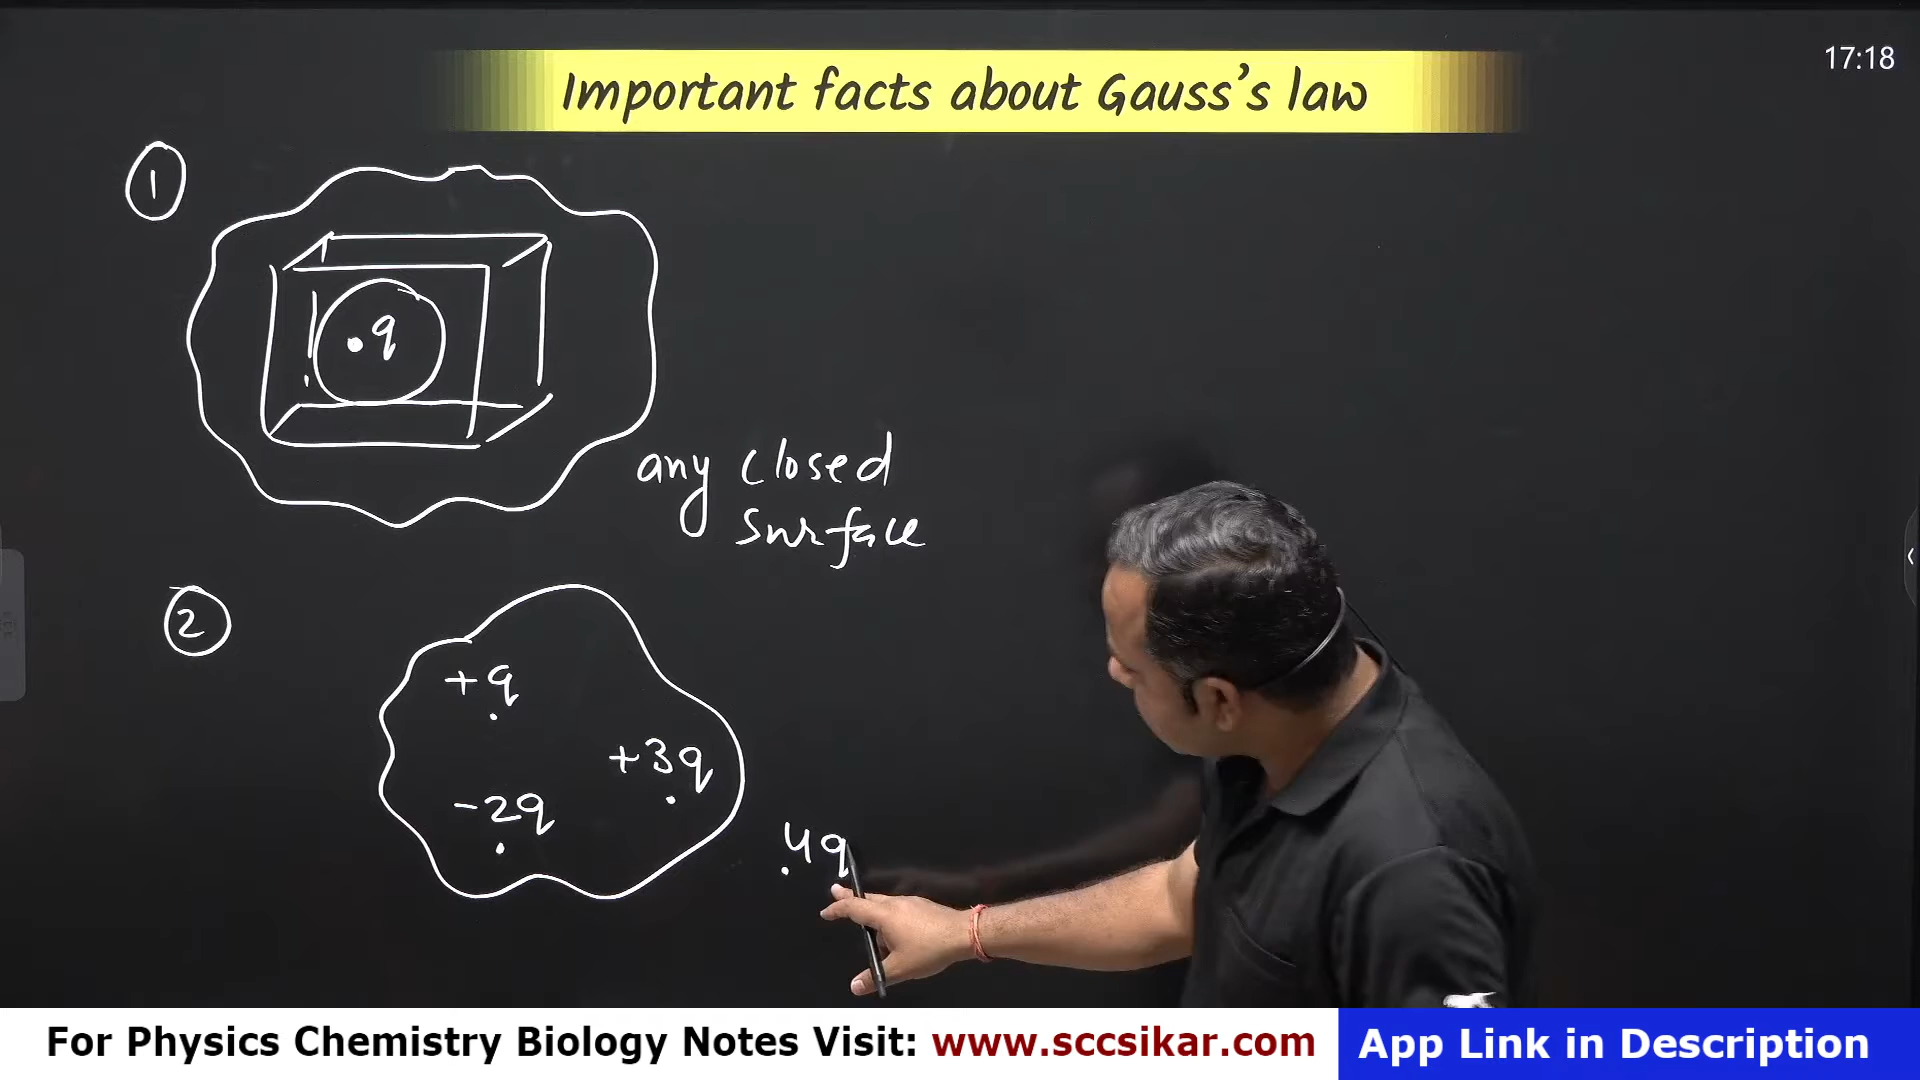 Important facts about Gauss's law
17:18
1
q
any closed
surface
2
+q
+3q
-2q
4q
For Physics Chemistry Biology Notes Visit: www.sccsikar.com
App Link in Description